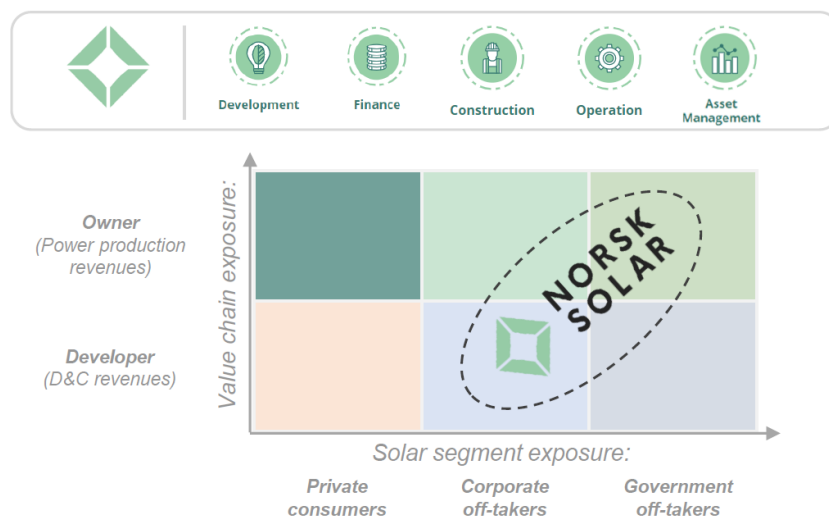 Development
Finance
Construction
Operation
Asset
Management
Value chain exposure:
Owner
(Power production
revenues)
Developer
(D&C revenues)
NORSK
SOLAR
Solar segment exposure:
Private
consumers
Corporate
off-takers
Government
off-takers